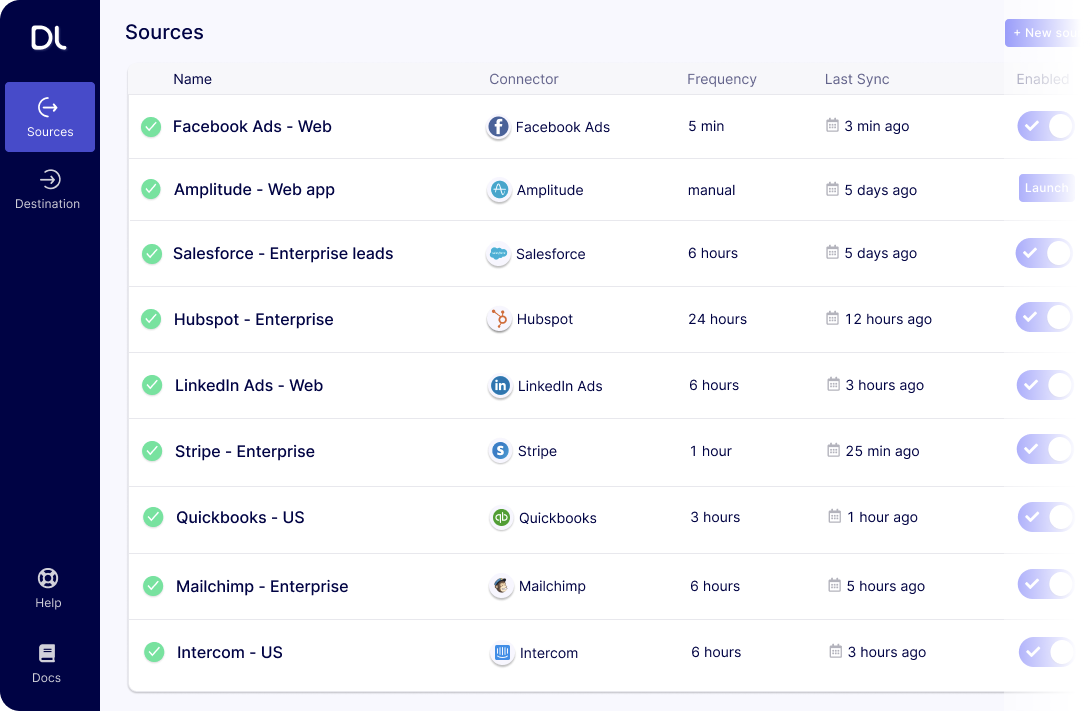 DL
Sources
+ New sou
Name Connector Frequency Last Sync Enabled
Sources
Facebook Ads - Web Facebook Ads 5 min 3 min ago
Destination
Amplitude - Web app Amplitude manual 5 days ago Launch
Salesforce - Enterprise leads Salesforce 6 hours 5 days ago
Hubspot - Enterprise Hubspot 24 hours 12 hours ago
LinkedIn Ads - Web in LinkedIn Ads 6 hours 3 hours ago
Stripe - Enterprise S Stripe 1 hour 25 min ago
Quickbooks - US qb Quickbooks 3 hours 1 hour ago
Mailchimp - Enterprise Mailchimp 6 hours 5 hours ago
Help
Intercom - US Intercom 6 hours 3 hours ago
Docs